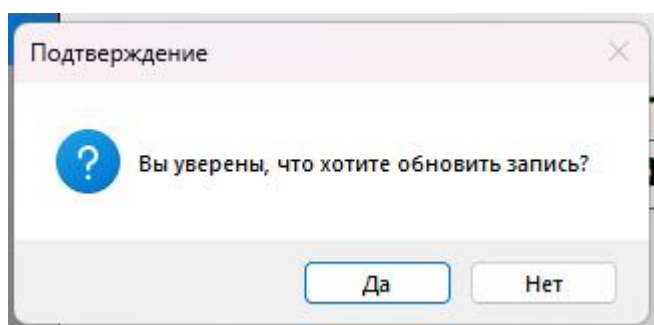 Подтверждение
Вы уверены, что хотите обновить запись?
Да
Нет